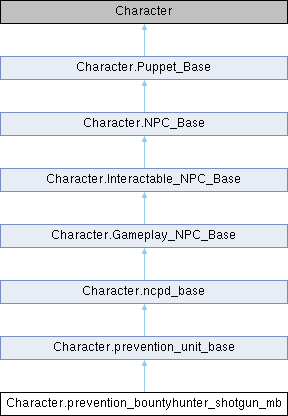 Character
Character.Puppet_Base
Character.NPC_Base
Character.Interactable_NPC_Base
Character.Gameplay_NPC_Base
Character.ncpd_base
Character.prevention_unit_base
Character.prevention_bountyhunter_shotgun_mb